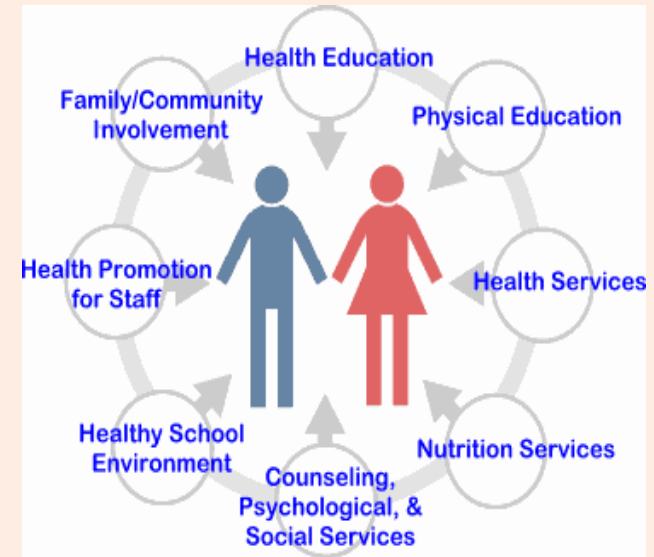 Health Education
Physical Education
Health Services
Nutrition Services
Counseling,
Psychological, &
Social Services
Healthy School
Environment
Health Promotion
for Staff
Family/Community
Involvement